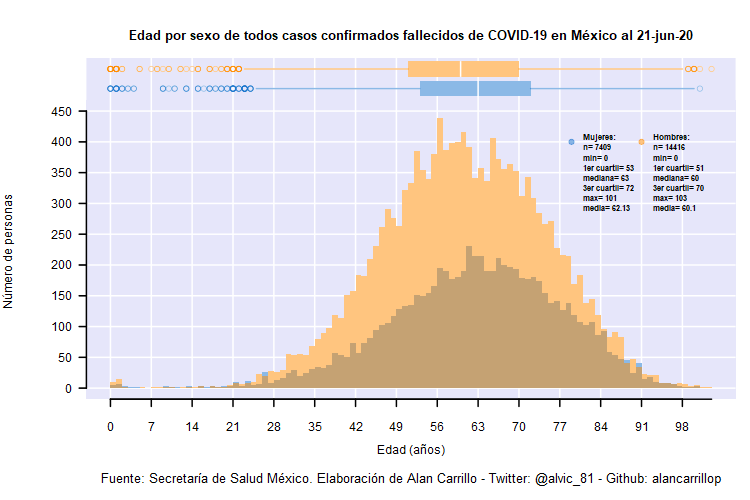 Edad por sexo de todos casos confirmados fallecidos de COVID-19 en México al 21-jun-20
450
400
350
300
250
200
150
100
50
0
Número de personas
Mujeres:
n= 7409
min= 0
1er cuartil= 53
mediana= 63
3er cuartil= 72
max= 101
media= 62.13
Hombres:
n= 14416
min= 0
1er cuartil= 51
mediana= 60
3er cuartil= 70
max= 103
media= 60.1
0 7 14 21 28 35 42 49 56 63 70 77 84 91 98
Edad (años)
Fuente: Secretaría de Salud México. Elaboración de Alan Carrillo - Twitter: @alvic_81 - Github: alancarrillop